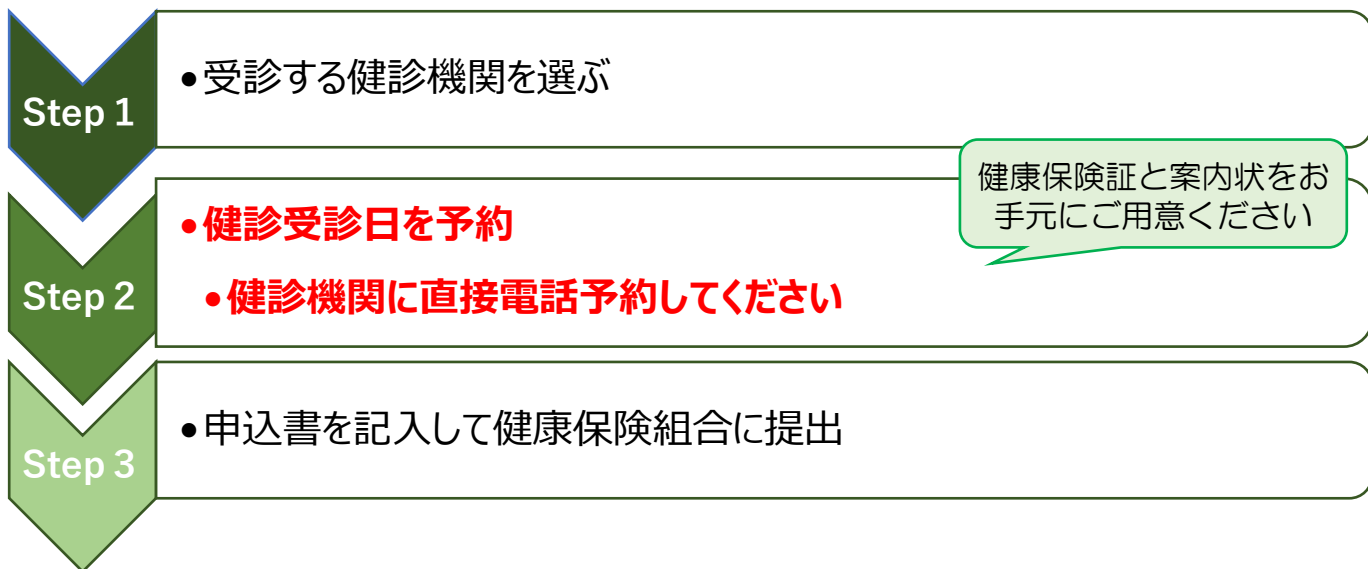 Step 1
•受診する健診機関を選ぶ
健康保険証と案内状をお
手元にご用意ください
Step 2
•健診受診日を予約
•健診機関に直接電話予約してください
Step 3
•申込書を記入して健康保険組合に提出